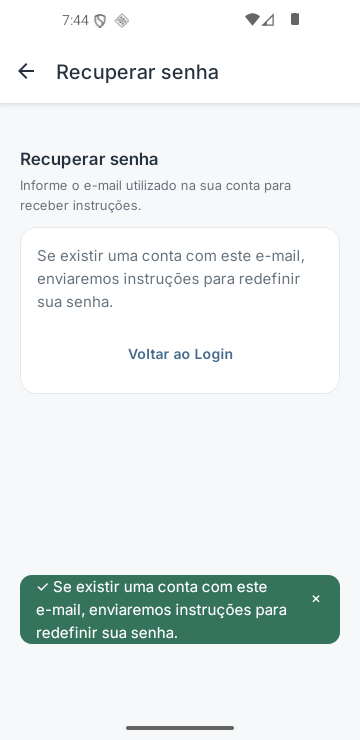 7:44
Recuperar senha
Recuperar senha
Informe o e-mail utilizado na sua conta para
receber instruções.
Se existir uma conta com este e-mail,
enviaremos instruções para redefinir
sua senha.
Voltar ao Login
✓ Se existir uma conta com este
e-mail, enviaremos instruções para
redefinir sua senha.
×